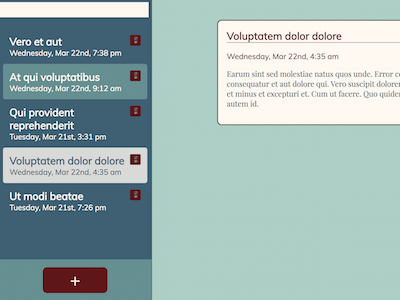 Vero et aut
Wednesday, Mar 22nd, 7:38 pm
At qui voluptatibus
Wednesday, Mar 22nd, 9:12 am
Qui provident
reprehenderit
Tuesday, Mar 21st, 3:31 pm
Voluptatem dolor dolore
Wednesday, Mar 22nd, 4:35 am
Ut modi beatae
Tuesday, Mar 21st, 7:26 pm
+
Voluptatem dolor dolore
Wednesday, Mar 22nd, 4:35 am
Earum sint sed molestiae natus quos unde. Error
consequatur et aut dolore qui. Vero suscipit
et minus et excepturi et. Cum ut facere. Quo
autem id.